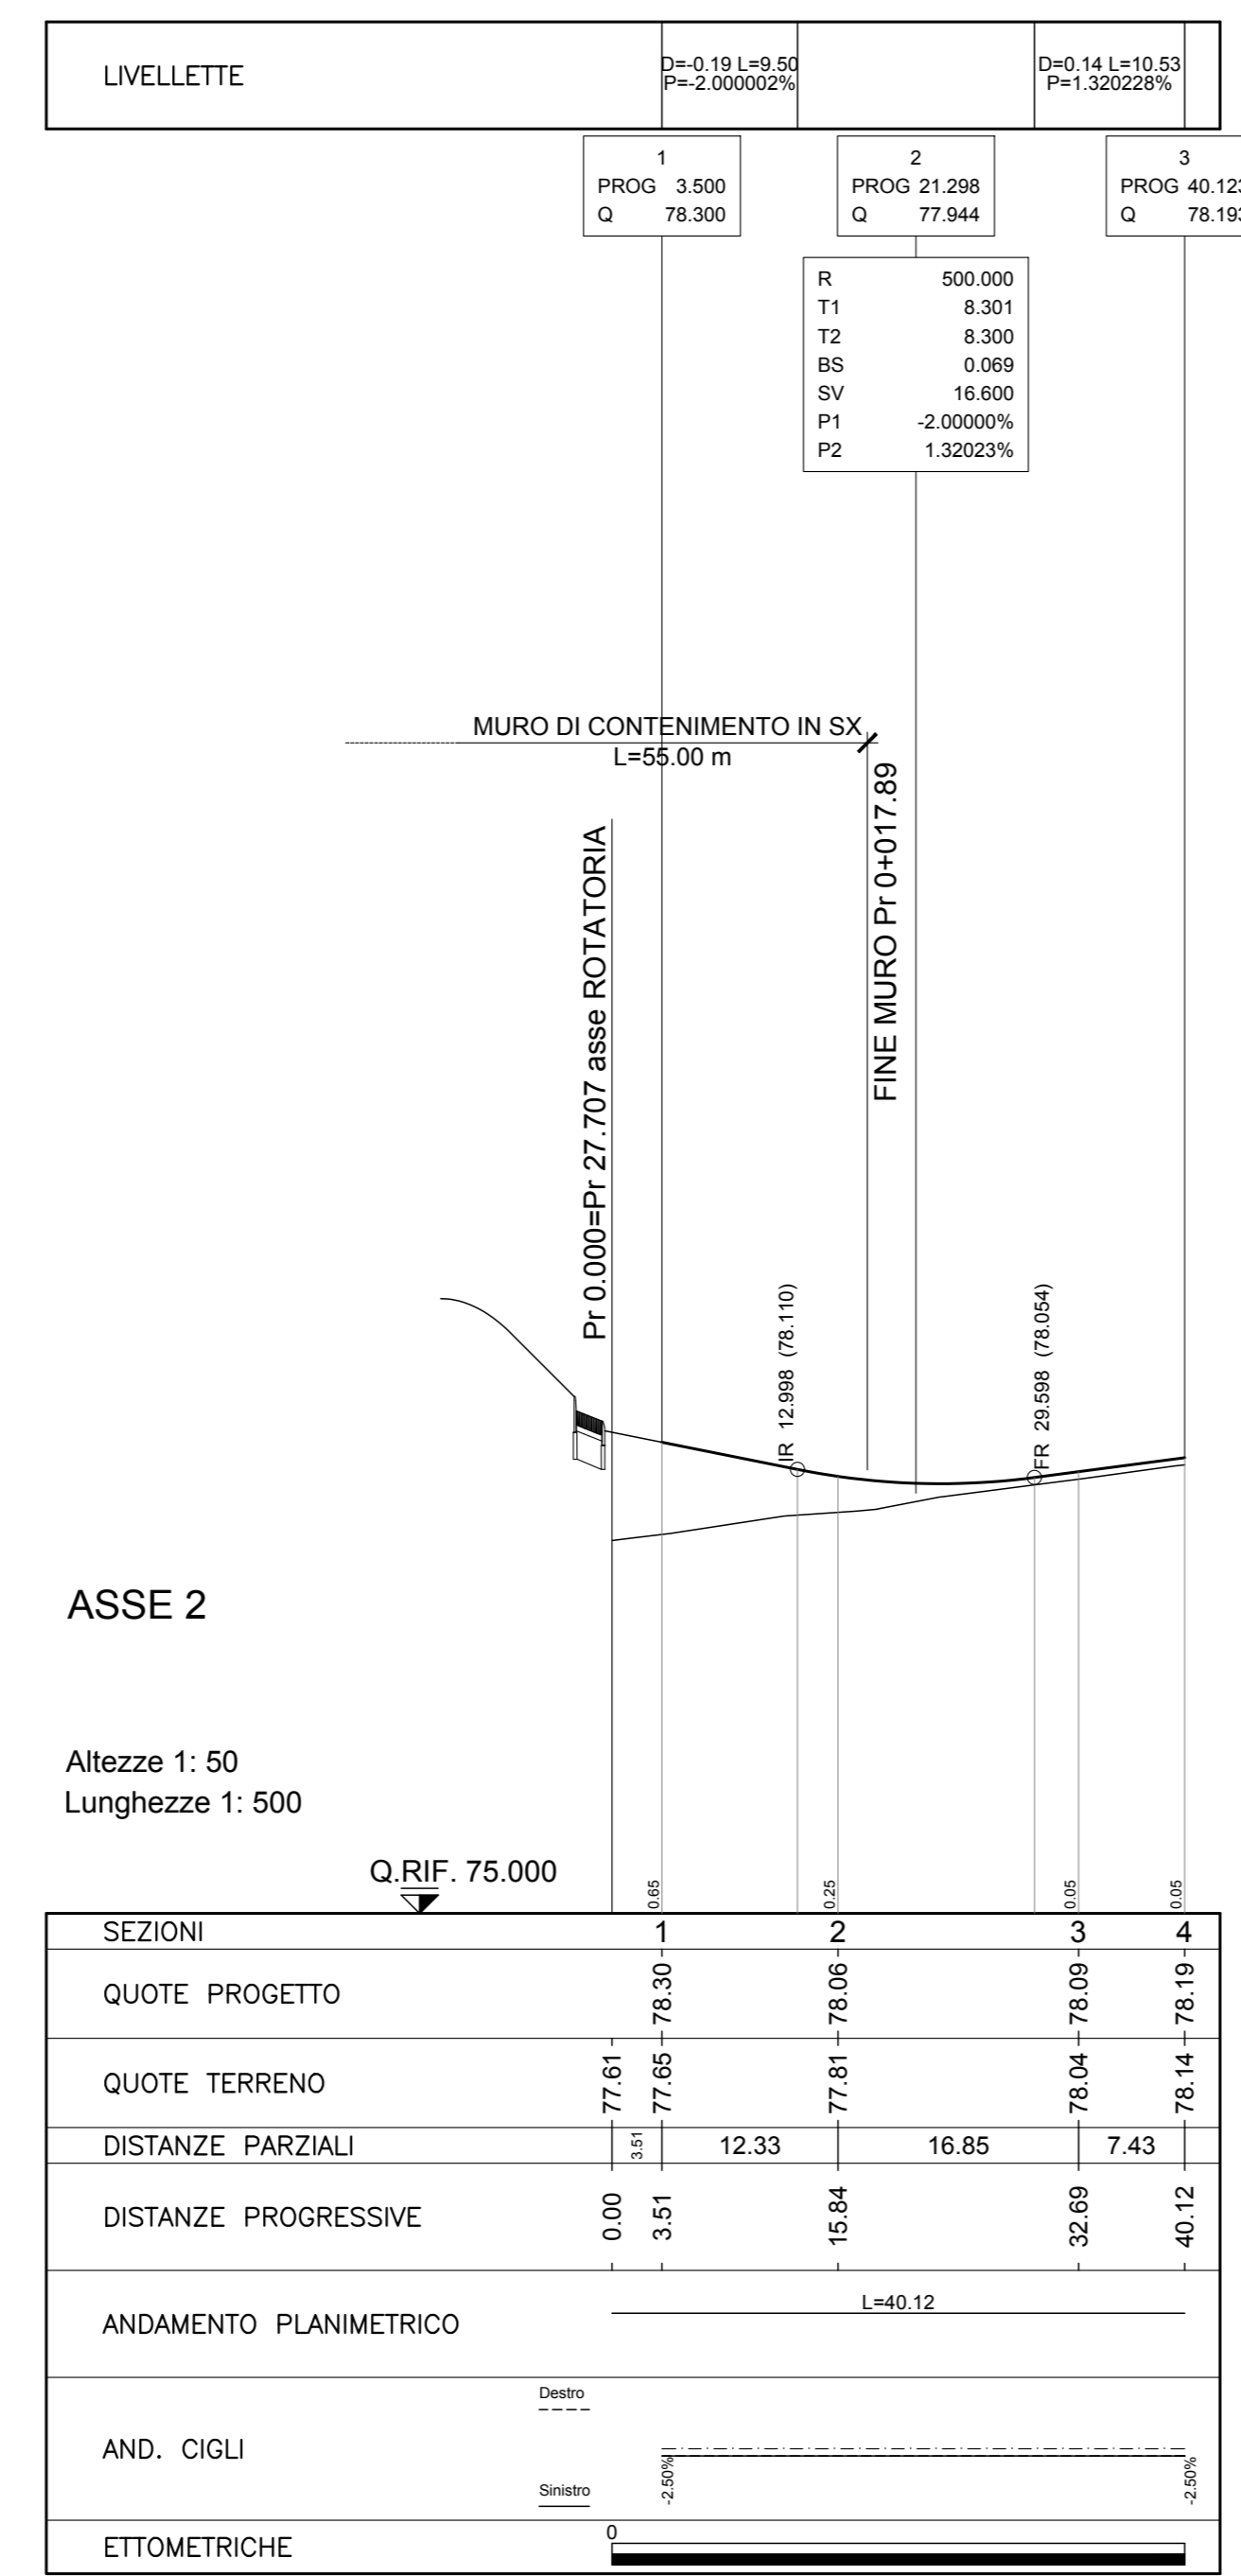 LIVELLETTE
D=-0.19 L=9.50
P=-2.000002%
D=0.14 L=10.53
P=1.320228%
1
PROG 3.500
Q 78.300
2
PROG 21.298
Q 77.944
3
PROG 40.123
Q 78.193
R 500.000
T1 8.301
T2 8.300
BS 0.069
SV 16.600
P1 -2.00000%
P2 1.32023%
MURO DI CONTENIMENTO IN SX
L=55.00 m
Pr 0.000=Pr 27.707 asse ROTATORIA
FINE MURO Pr 0+017.89
IR 12.998 (78.110)
FR 29.598 (78.054)
ASSE 2
Altezze 1: 50
Lunghezze 1: 500
Q.RIF. 75.000
0.65 0.25 0.05 0.05
SEZIONI 1 2 3 4
QUOTE PROGETTO 78.30 78.06 78.09 78.19
QUOTE TERRENO 77.61 77.65 77.81 78.04 78.14
DISTANZE PARZIALI 3.51 12.33 16.85 7.43
DISTANZE PROGRESSIVE 0.00 3.51 15.84 32.69 40.12
ANDAMENTO PLANIMETRICO L=40.12
Destro
AND. CIGLI
Sinistro
-2.50% -2.50%
ETTOMETRICHE 0